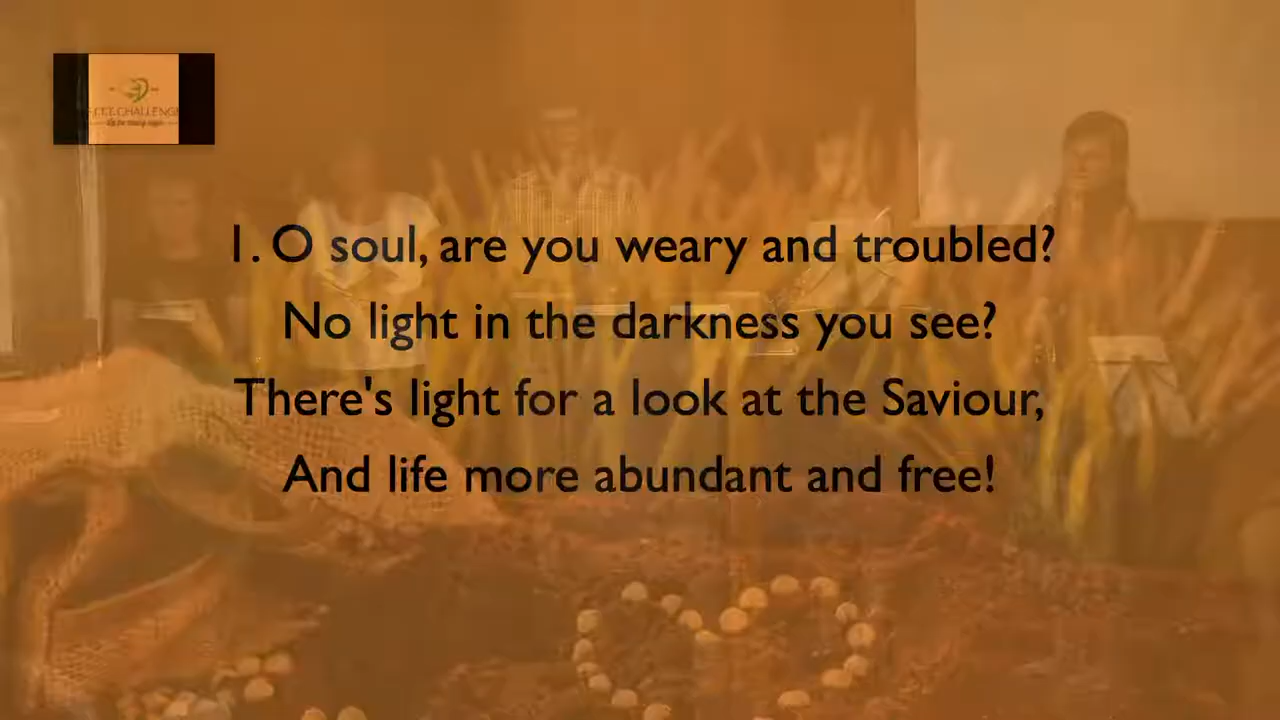 1. O soul, are you weary and troubled?
No light in the darkness you see?
There's light for a look at the Saviour,
And life more abundant and free!